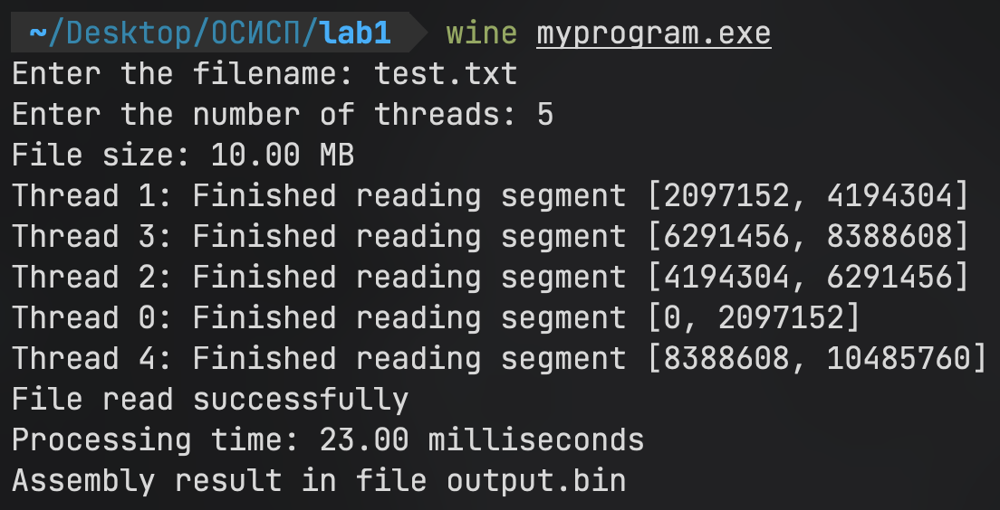 ~/Desktop/ОСИСП/lab1 wine myprogram.exe
Enter the filename: test.txt
Enter the number of threads: 5
File size: 10.00 MB
Thread 1: Finished reading segment [2097152, 4194304]
Thread 3: Finished reading segment [6291456, 8388608]
Thread 2: Finished reading segment [4194304, 6291456]
Thread 0: Finished reading segment [0, 2097152]
Thread 4: Finished reading segment [8388608, 10485760]
File read successfully
Processing time: 23.00 milliseconds
Assembly result in file output.bin